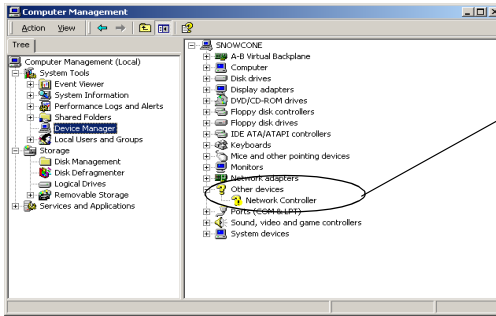 Computer Management
Action View
Tree
Computer Management (Local)
System Tools
Event Viewer
System Information
Performance Logs and Alerts
Shared Folders
Device Manager
Local Users and Groups
Storage
Disk Management
Disk Defragmenter
Logical Drives
Removable Storage
Services and Applications
SNOWCONE
A-B Virtual Backplane
Computer
Disk drives
Display adapters
DVD/CD-ROM drives
Floppy disk controllers
Floppy disk drives
IDE ATA/ATAPI controllers
Keyboards
Mice and other pointing devices
Monitors
Network adapters
Other devices
Network Controller
Ports (COM & LPT)
Sound, video and game controllers
System devices